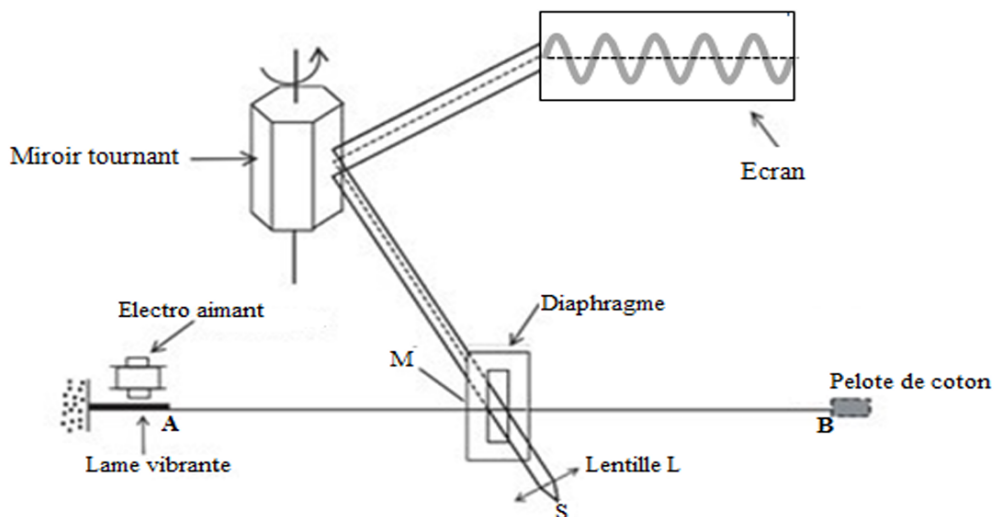 Miroir tournant
Ecran
Electro aimant
Diaphragme
M
Pelote de coton
A
B
Lame vibrante
Lentille L
S